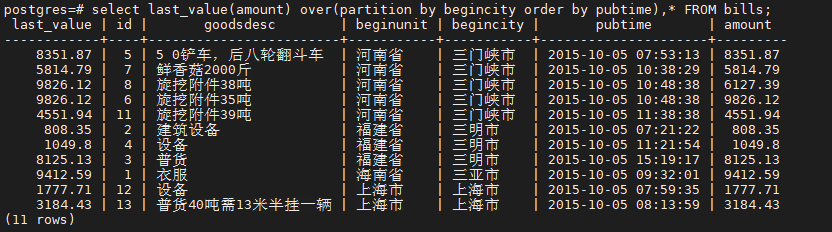 postgres=# select last_value(amount) over(partition by begincity order by pubtime),* FROM bills;
 last_value | id |       goodsdesc        | beginunit | begincity |       pubtime       | amount
------------+----+------------------------+-----------+-----------+---------------------+---------
    8351.87 |  5 | 5 0铲车，后八轮翻斗车 | 河南省 | 三门峡市 | 2015-10-05 07:53:13 | 8351.87
    5814.79 |  7 | 鲜香菇2000斤 | 河南省 | 三门峡市 | 2015-10-05 10:38:29 | 5814.79
    9826.12 |  8 | 旋挖附件38吨 | 河南省 | 三门峡市 | 2015-10-05 10:48:38 | 6127.39
    9826.12 |  6 | 旋挖附件35吨 | 河南省 | 三门峡市 | 2015-10-05 10:48:38 | 9826.12
    4551.94 | 11 | 旋挖附件39吨 | 河南省 | 三门峡市 | 2015-10-05 11:38:38 | 4551.94
     808.35 |  2 | 建筑设备 | 福建省 | 三明市 | 2015-10-05 07:21:22 | 808.35
     1049.8 |  4 | 设备 | 福建省 | 三明市 | 2015-10-05 11:21:54 | 1049.8
    8125.13 |  3 | 普货 | 福建省 | 三明市 | 2015-10-05 15:19:17 | 8125.13
    9412.59 |  1 | 衣服 | 海南省 | 三亚市 | 2015-10-05 09:32:01 | 9412.59
    1777.71 | 12 | 设备 | 上海市 | 上海市 | 2015-10-05 07:59:35 | 1777.71
    3184.43 | 13 | 普货40吨需13米半挂一辆 | 上海市 | 上海市 | 2015-10-05 08:13:59 | 3184.43
(11 rows)